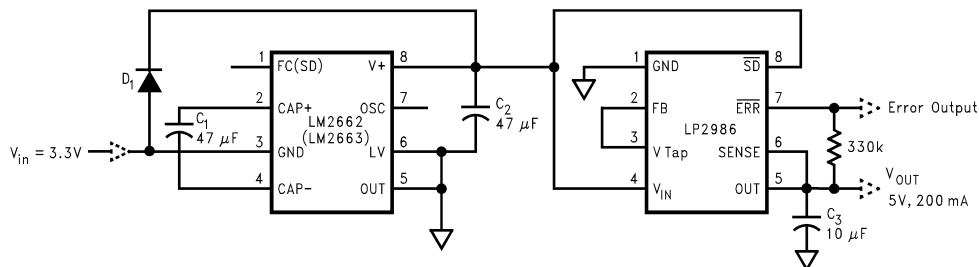 D1
Vin = 3.3V
C1
47 μF
1
2
3
4
FC(SD)
CAP+
GND
CAP-
LM2662
(LM2663)
V+
OSC
LV
OUT
8
7
6
5
C2
47 μF
1
2
3
4
GND
FB
V Tap
VIN
LP2986
SD
ERR
SENSE
OUT
8
7
6
5
Error Output
330k
VOUT
5V, 200 mA
C3
10 μF